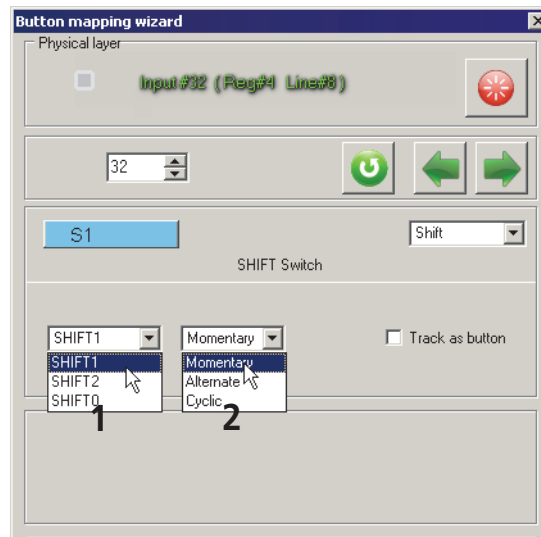 Button mapping wizard
Physical layer
Input #32 (Reg#4 Line#8)
32
S1
Shift
SHIFT Switch
SHIFT1
Momentary
Track as button
SHIFT1
Momentary
SHIFT2
Alternate
SHIFT0
Cyclic
1
2